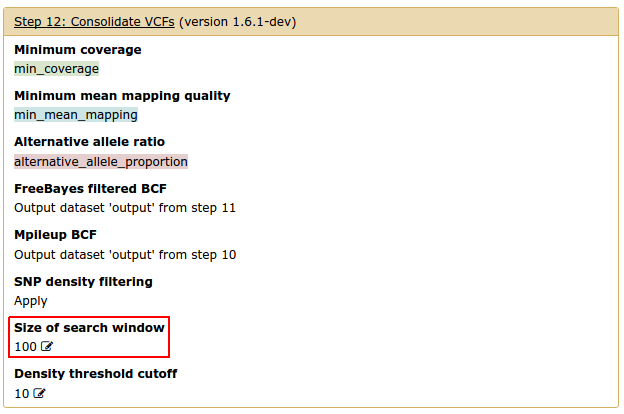 Step 12: Consolidate VCFs (version 1.6.1-dev)
Minimum coverage
min_coverage
Minimum mean mapping quality
min_mean_mapping
Alternative allele ratio
alternative_allele_proportion
FreeBayes filtered BCF
Output dataset 'output' from step 11
Mpileup BCF
Output dataset 'output' from step 10
SNP density filtering
Apply
Size of search window
100
Density threshold cutoff
10